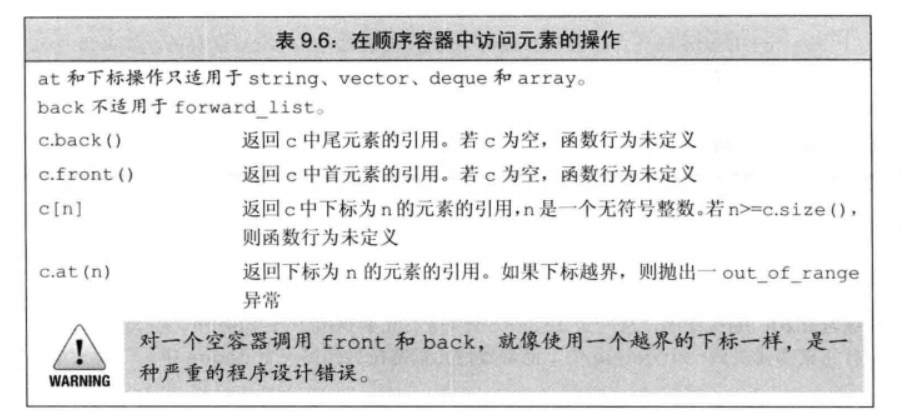 表 9.6：在顺序容器中访问元素的操作
at 和下标操作只适用于 string、vector、deque 和 array。
back 不适用于 forward_list。
c.back() 返回 c 中尾元素的引用。若 c 为空，函数行为未定义
c.front() 返回 c 中首元素的引用。若 c 为空，函数行为未定义
c[n] 返回 c 中下标为 n 的元素的引用,n 是一个无符号整数。若 n>=c.size()，
则函数行为未定义
c.at(n) 返回下标为 n 的元素的引用。如果下标越界，则抛出一 out_of_range
异常
对一个空容器调用 front 和 back，就像使用一个越界的下标一样，是一
种严重的程序设计错误。
WARNING